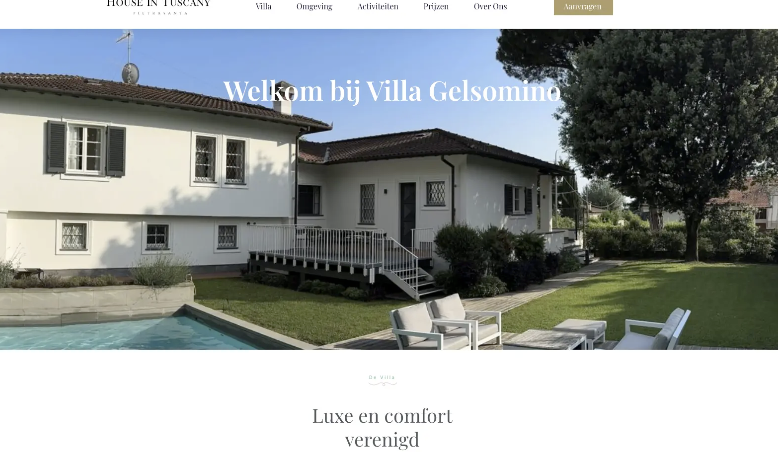 HOUSE IN TUSCANY
Villa Omgeving Activiteiten Prijzen Over Ons Aanvragen
Welkom bij Villa Gelsomino
De Villa
Luxe en comfort
verenigd